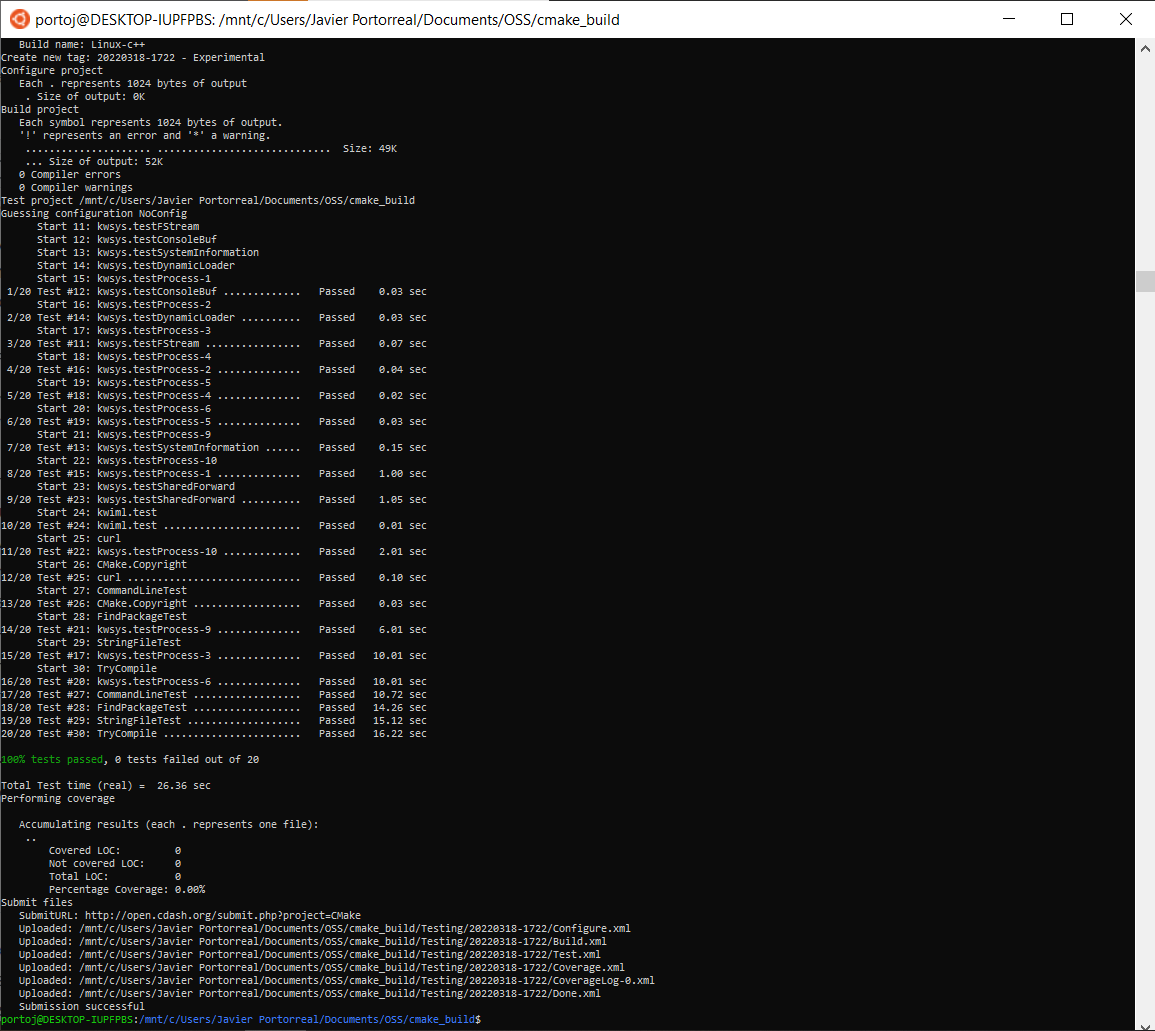 portoj@DESKTOP-IUPFPBS: /mnt/c/Users/Javier Portorreal/Documents/OSS/cmake_build
   Build name: Linux-c++
Create new tag: 20220318-1722 - Experimental
Configure project
   Each . represents 1024 bytes of output
    . Size of output: 0K
Build project
   Each symbol represents 1024 bytes of output.
   '!' represents an error and '*' a warning.
    ..................... .............................  Size: 49K
    ... Size of output: 52K
   0 Compiler errors
   0 Compiler warnings
Test project /mnt/c/Users/Javier Portorreal/Documents/OSS/cmake_build
Guessing configuration NoConfig
      Start 11: kwsys.testFStream
      Start 12: kwsys.testConsoleBuf
      Start 13: kwsys.testSystemInformation
      Start 14: kwsys.testDynamicLoader
      Start 15: kwsys.testProcess-1
 1/20 Test #12: kwsys.testConsoleBuf .............   Passed    0.03 sec
      Start 16: kwsys.testProcess-2
 2/20 Test #14: kwsys.testDynamicLoader ..........   Passed    0.03 sec
      Start 17: kwsys.testProcess-3
 3/20 Test #11: kwsys.testFStream ................   Passed    0.07 sec
      Start 18: kwsys.testProcess-4
 4/20 Test #16: kwsys.testProcess-2 ..............   Passed    0.04 sec
      Start 19: kwsys.testProcess-5
 5/20 Test #18: kwsys.testProcess-4 ..............   Passed    0.02 sec
      Start 20: kwsys.testProcess-6
 6/20 Test #19: kwsys.testProcess-5 ..............   Passed    0.03 sec
      Start 21: kwsys.testProcess-9
 7/20 Test #13: kwsys.testSystemInformation ......   Passed    0.15 sec
      Start 22: kwsys.testProcess-10
 8/20 Test #15: kwsys.testProcess-1 ..............   Passed    1.00 sec
      Start 23: kwsys.testSharedForward
 9/20 Test #23: kwsys.testSharedForward ..........   Passed    1.05 sec
      Start 24: kwiml.test
10/20 Test #24: kwiml.test .......................   Passed    0.01 sec
      Start 25: curl
11/20 Test #22: kwsys.testProcess-10 .............   Passed    2.01 sec
      Start 26: CMake.Copyright
12/20 Test #25: curl .............................   Passed    0.10 sec
      Start 27: CommandLineTest
13/20 Test #26: CMake.Copyright ..................   Passed    0.03 sec
      Start 28: FindPackageTest
14/20 Test #21: kwsys.testProcess-9 ..............   Passed    6.01 sec
      Start 29: StringFileTest
15/20 Test #17: kwsys.testProcess-3 ..............   Passed   10.01 sec
      Start 30: TryCompile
16/20 Test #20: kwsys.testProcess-6 ..............   Passed   10.01 sec
17/20 Test #27: CommandLineTest ..................   Passed   10.72 sec
18/20 Test #28: FindPackageTest ..................   Passed   14.26 sec
19/20 Test #29: StringFileTest ...................   Passed   15.12 sec
20/20 Test #30: TryCompile .......................   Passed   16.22 sec
100% tests passed, 0 tests failed out of 20
Total Test time (real) =  26.36 sec
Performing coverage
   Accumulating results (each . represents one file):
    ..
        Covered LOC:         0
        Not covered LOC:     0
        Total LOC:           0
        Percentage Coverage: 0.00%
Submit files
   SubmitURL: http://open.cdash.org/submit.php?project=CMake
   Uploaded: /mnt/c/Users/Javier Portorreal/Documents/OSS/cmake_build/Testing/20220318-1722/Configure.xml
   Uploaded: /mnt/c/Users/Javier Portorreal/Documents/OSS/cmake_build/Testing/20220318-1722/Build.xml
   Uploaded: /mnt/c/Users/Javier Portorreal/Documents/OSS/cmake_build/Testing/20220318-1722/Test.xml
   Uploaded: /mnt/c/Users/Javier Portorreal/Documents/OSS/cmake_build/Testing/20220318-1722/Coverage.xml
   Uploaded: /mnt/c/Users/Javier Portorreal/Documents/OSS/cmake_build/Testing/20220318-1722/CoverageLog-0.xml
   Uploaded: /mnt/c/Users/Javier Portorreal/Documents/OSS/cmake_build/Testing/20220318-1722/Done.xml
   Submission successful
portoj@DESKTOP-IUPFPBS:/mnt/c/Users/Javier Portorreal/Documents/OSS/cmake_build$